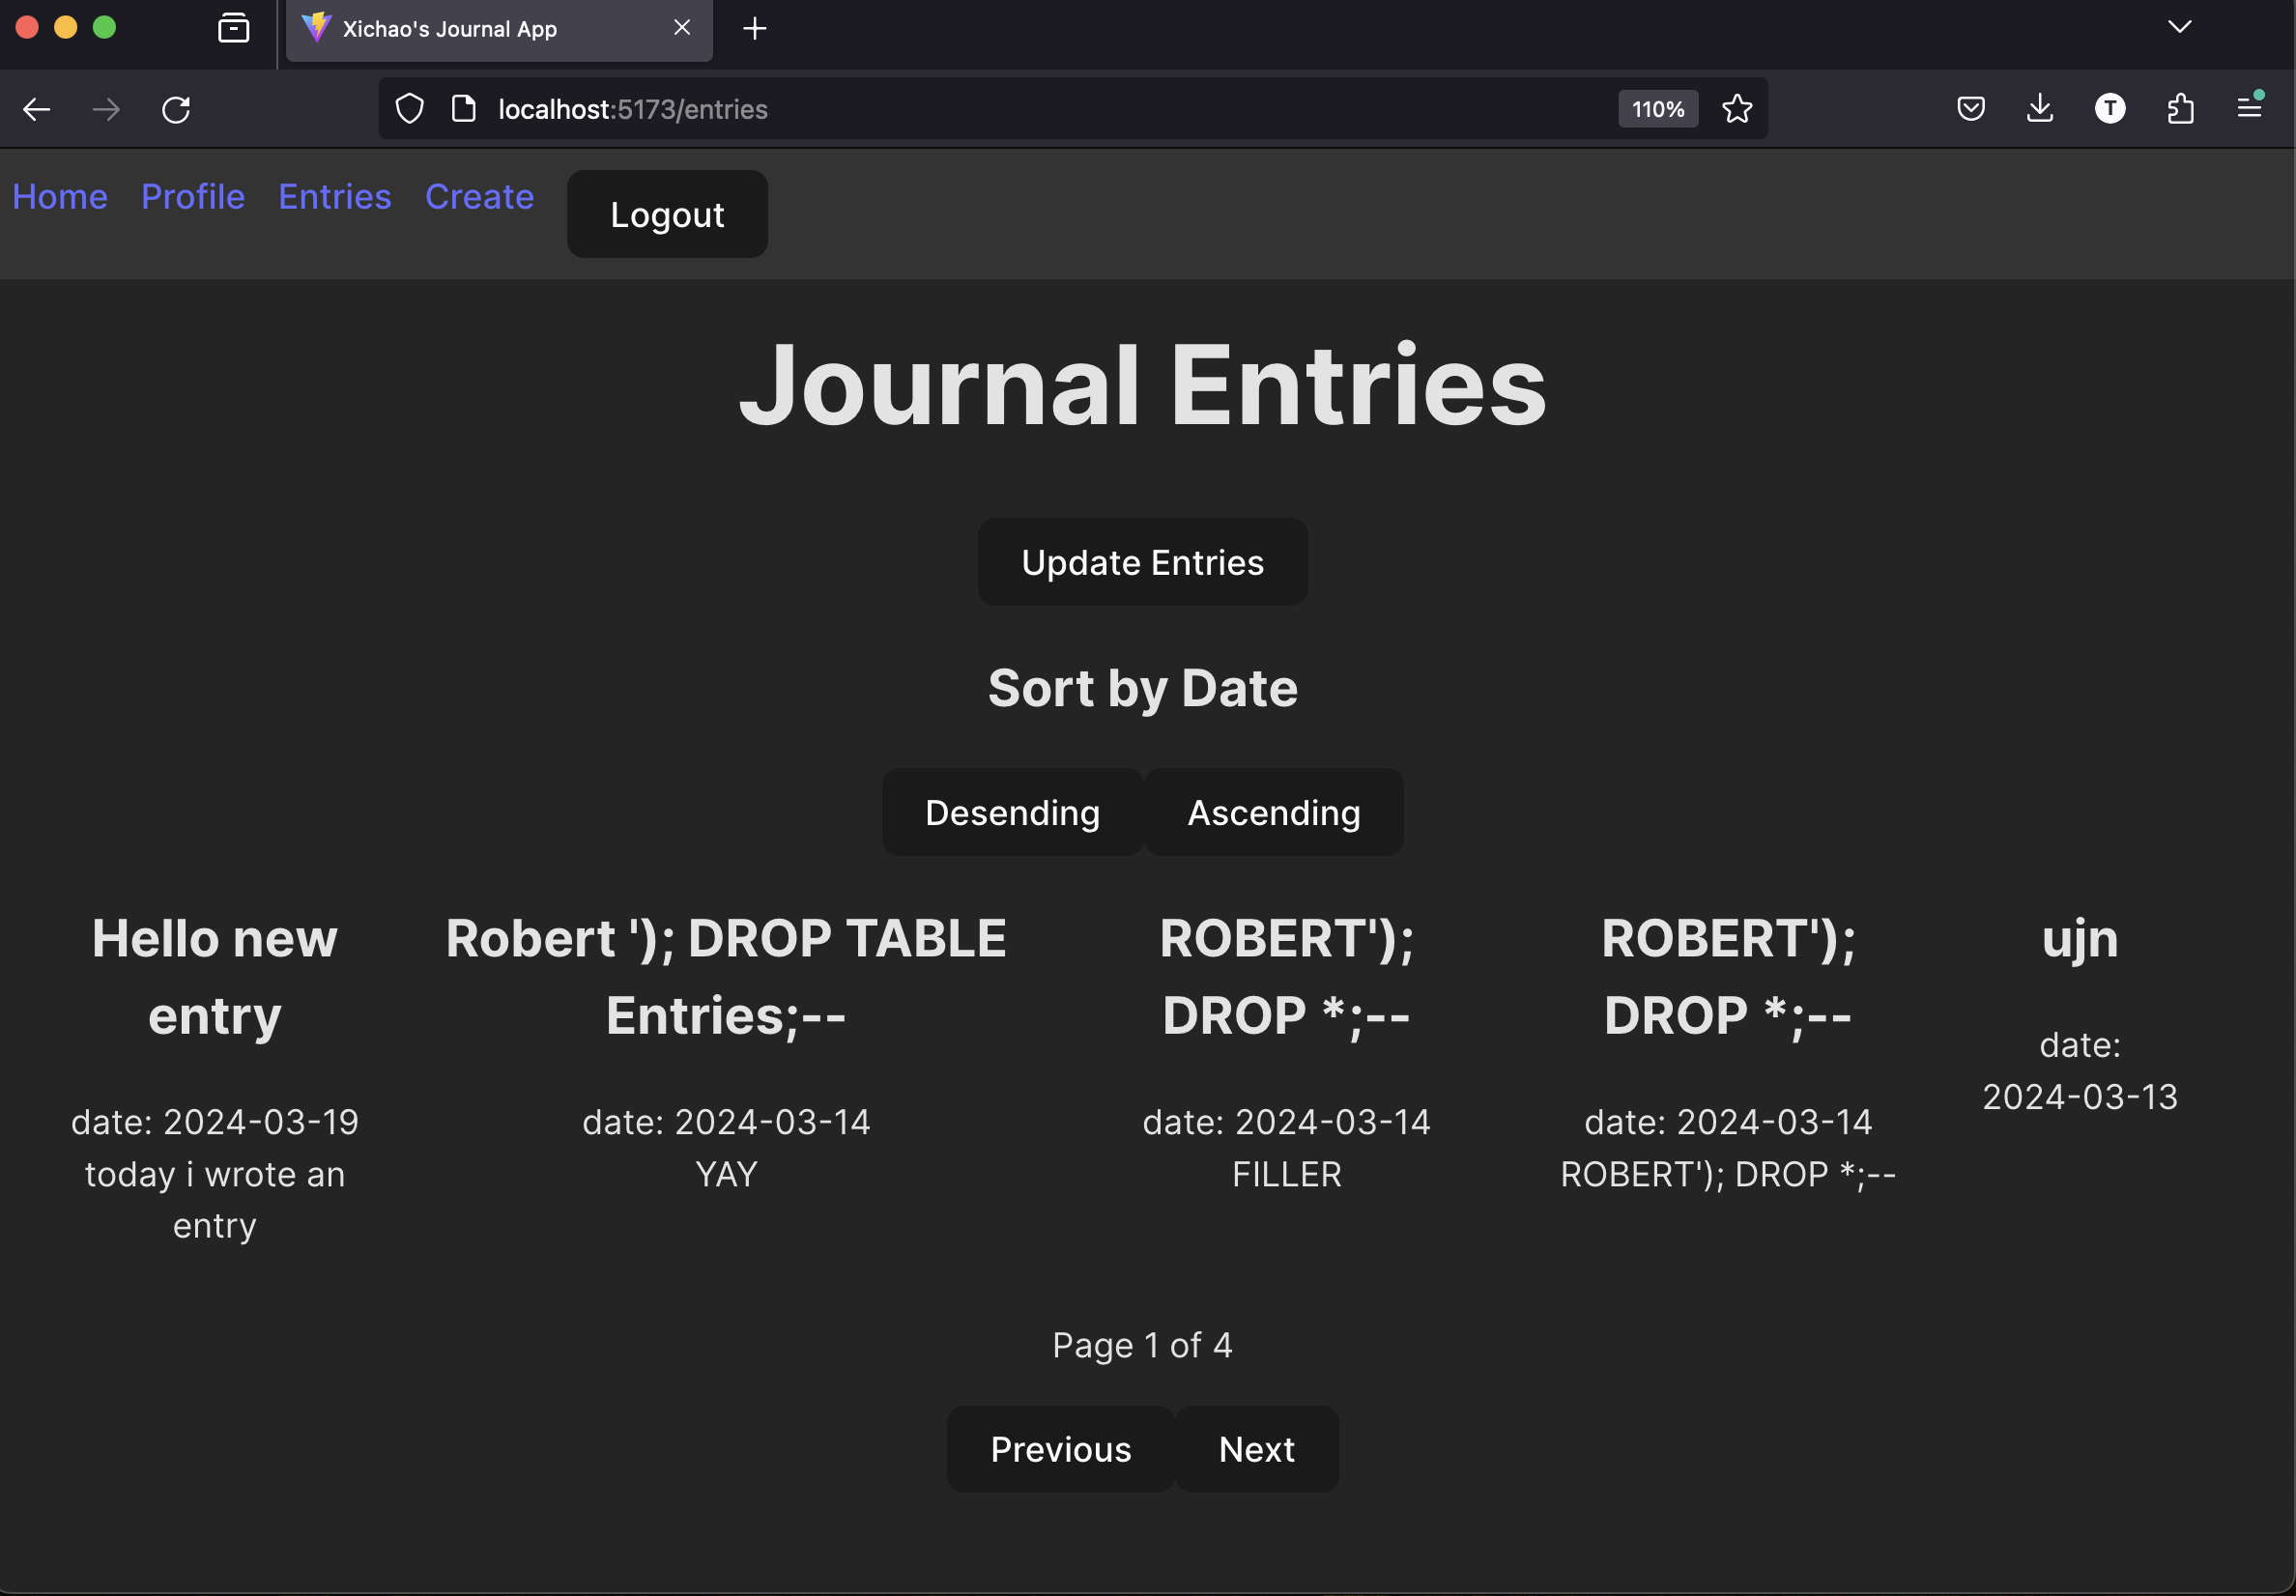 Xichao's Journal App
localhost:5173/entries
110%
T
Home Profile Entries Create Logout
Journal Entries
Update Entries
Sort by Date
Desending Ascending
Hello new
entry
date: 2024-03-19
today i wrote an
entry
Robert '); DROP TABLE
Entries;--
date: 2024-03-14
YAY
ROBERT');
DROP *;--
date: 2024-03-14
FILLER
ROBERT');
DROP *;--
date: 2024-03-14
ROBERT'); DROP *;--
ujn
date:
2024-03-13
Page 1 of 4
Previous Next